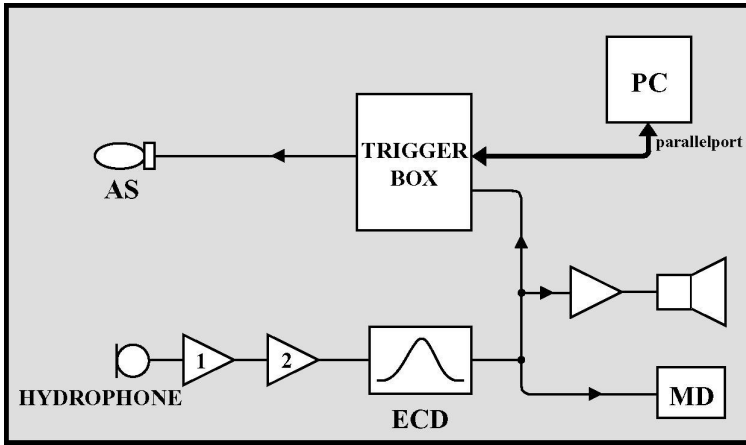 PC
parallelport
TRIGGER
BOX
AS
1
2
HYDROPHONE
ECD
MD